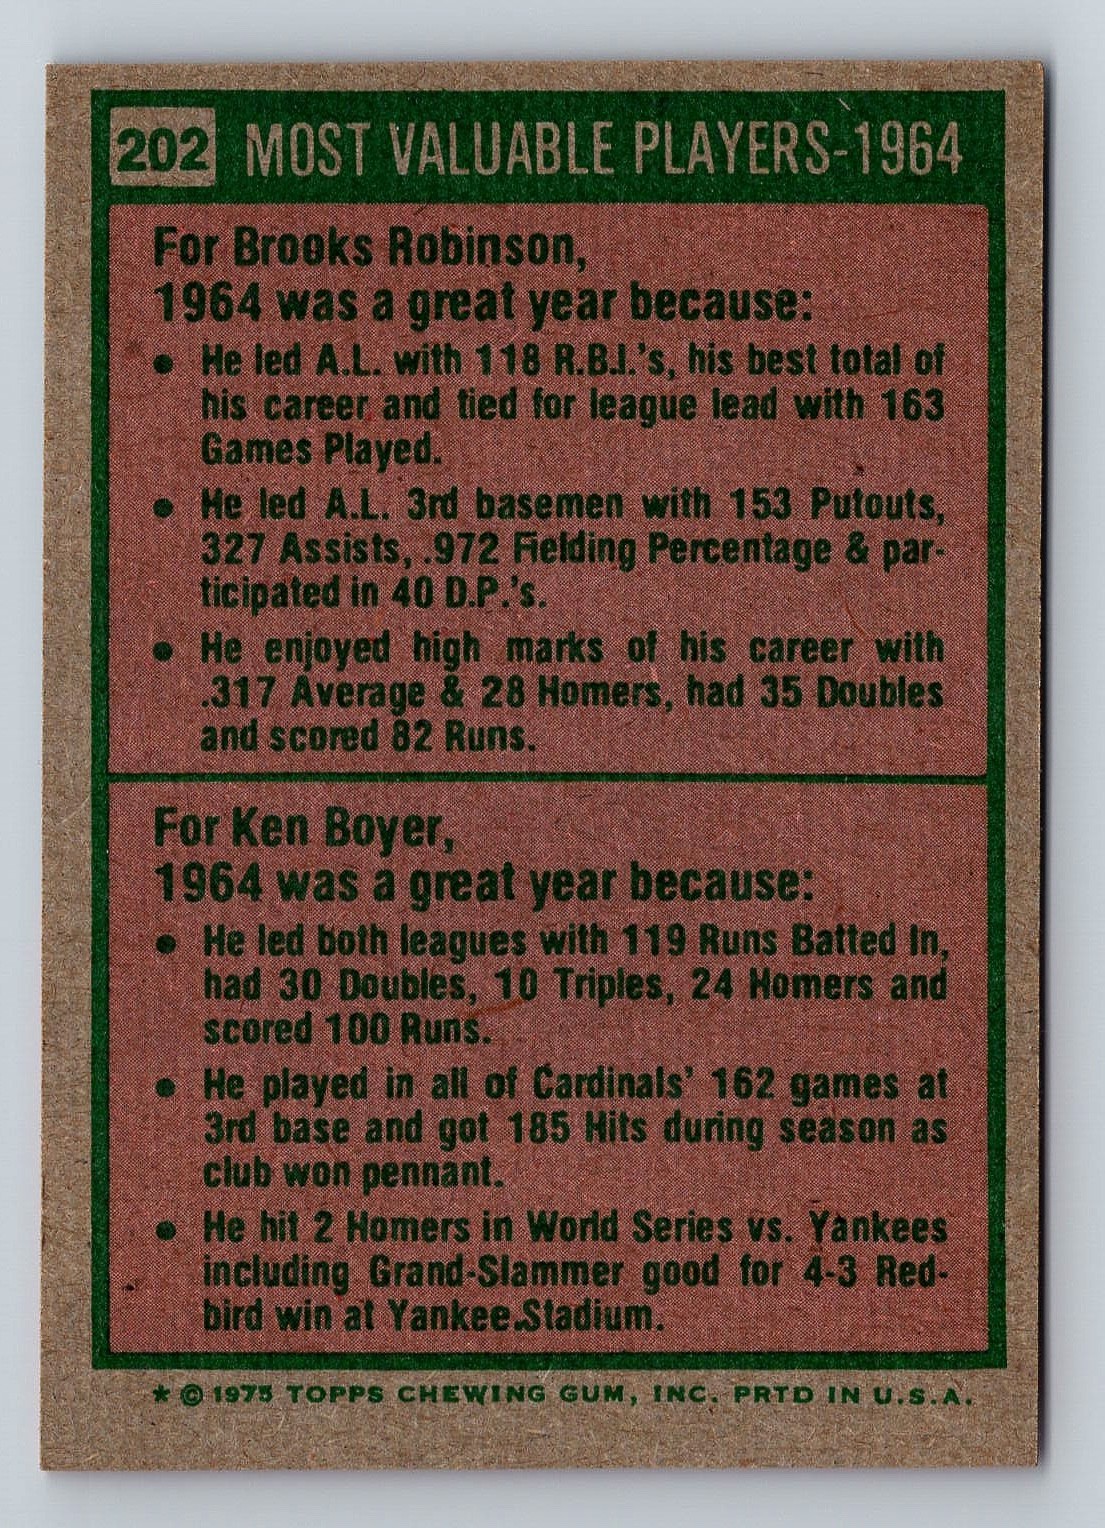 202 MOST VALUABLE PLAYERS-1964
For Brooks Robinson,
1964 was a great year because:
• He led A.L. with 118 R.B.I.'s, his best total of
his career and tied for league lead with 163
Games Played.
• He led A.L. 3rd basemen with 153 Putouts,
327 Assists, .972 Fielding Percentage & par-
ticipated in 40 D.P.'s.
• He enjoyed high marks of his career with
.317 Average & 28 Homers, had 35 Doubles
and scored 82 Runs.
For Ken Boyer,
1964 was a great year because:
• He led both leagues with 119 Runs Batted In,
had 30 Doubles, 10 Triples, 24 Homers and
scored 100 Runs.
• He played in all of Cardinals' 162 games at
3rd base and got 185 Hits during season as
club won pennant.
• He hit 2 Homers in World Series vs. Yankees
including Grand-Slammer good for 4-3 Red-
bird win at Yankee Stadium.
* © 1975 TOPPS CHEWING GUM, INC. PRTD IN U.S.A.